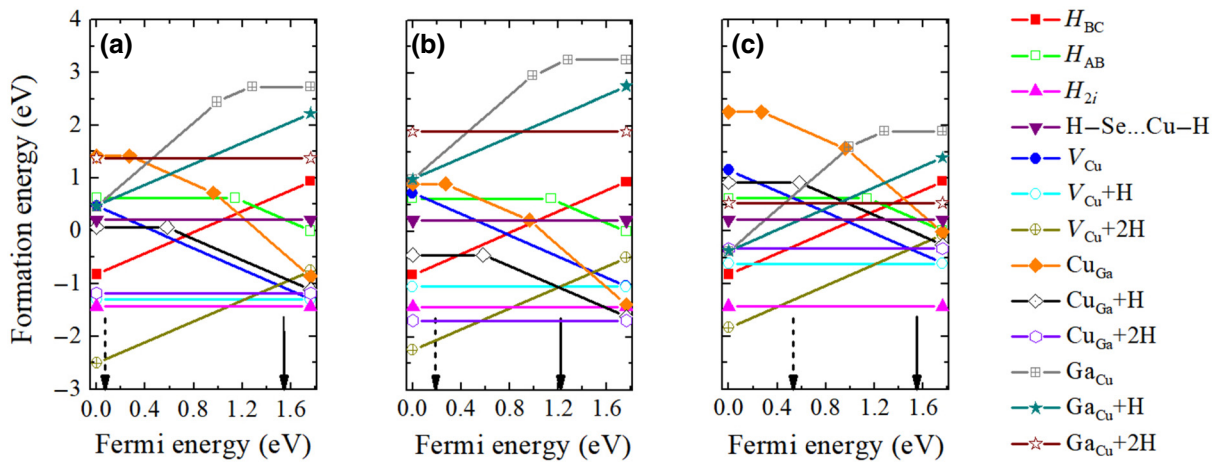 (a) (b) (c)
Formation energy (eV)
4
3
2
1
0
−1
−2
−3
0.0 0.4 0.8 1.2 1.6 0.0 0.4 0.8 1.2 1.6 0.0 0.4 0.8 1.2 1.6
Fermi energy (eV) Fermi energy (eV) Fermi energy (eV)
H_BC
H_AB
H_2i
H−Se...Cu−H
V_Cu
V_Cu+H
V_Cu+2H
Cu_Ga
Cu_Ga+H
Cu_Ga+2H
Ga_Cu
Ga_Cu+H
Ga_Cu+2H